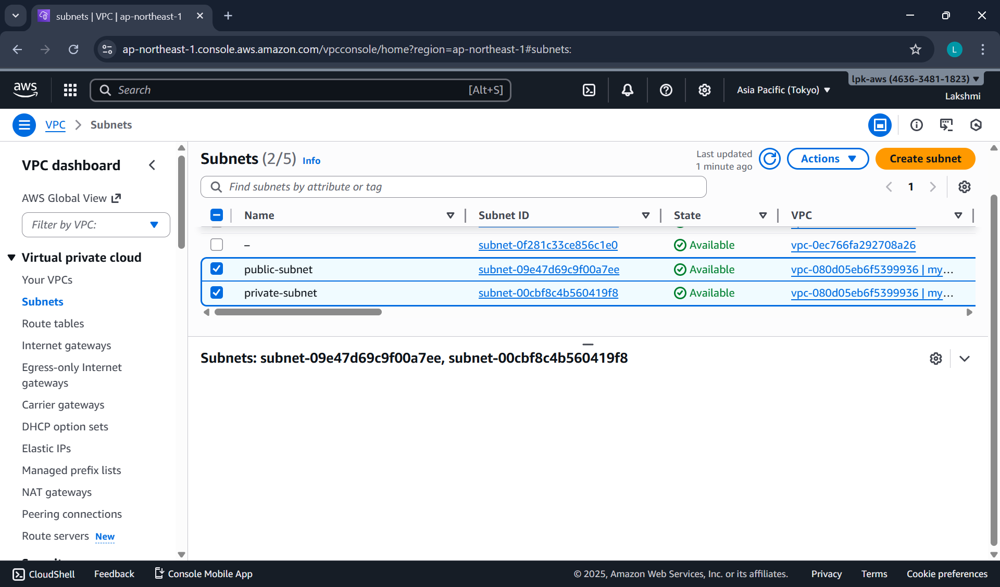 subnets | VPC | ap-northeast-1
ap-northeast-1.console.aws.amazon.com/vpcconsole/home?region=ap-northeast-1#subnets:
L
aws
Search
[Alt+S]
Asia Pacific (Tokyo)
lpk-aws (4636-3481-1823)
Lakshmi
VPC
Subnets
VPC dashboard
AWS Global View
Filter by VPC:
Virtual private cloud
Your VPCs
Subnets
Route tables
Internet gateways
Egress-only Internet
gateways
Carrier gateways
DHCP option sets
Elastic IPs
Managed prefix lists
NAT gateways
Peering connections
Route servers New
Subnets (2/5) Info
Last updated
1 minute ago
Actions
Create subnet
Find subnets by attribute or tag
1
Name Subnet ID State VPC
– subnet-0f281c33ce856c1e0 Available vpc-0ec766fa292708a26
public-subnet subnet-09e47d69c9f00a7ee Available vpc-080d05eb6f5399936 | my...
private-subnet subnet-00cbf8c4b560419f8 Available vpc-080d05eb6f5399936 | my...
Subnets: subnet-09e47d69c9f00a7ee, subnet-00cbf8c4b560419f8
CloudShell Feedback Console Mobile App © 2025, Amazon Web Services, Inc. or its affiliates. Privacy Terms Cookie preferences